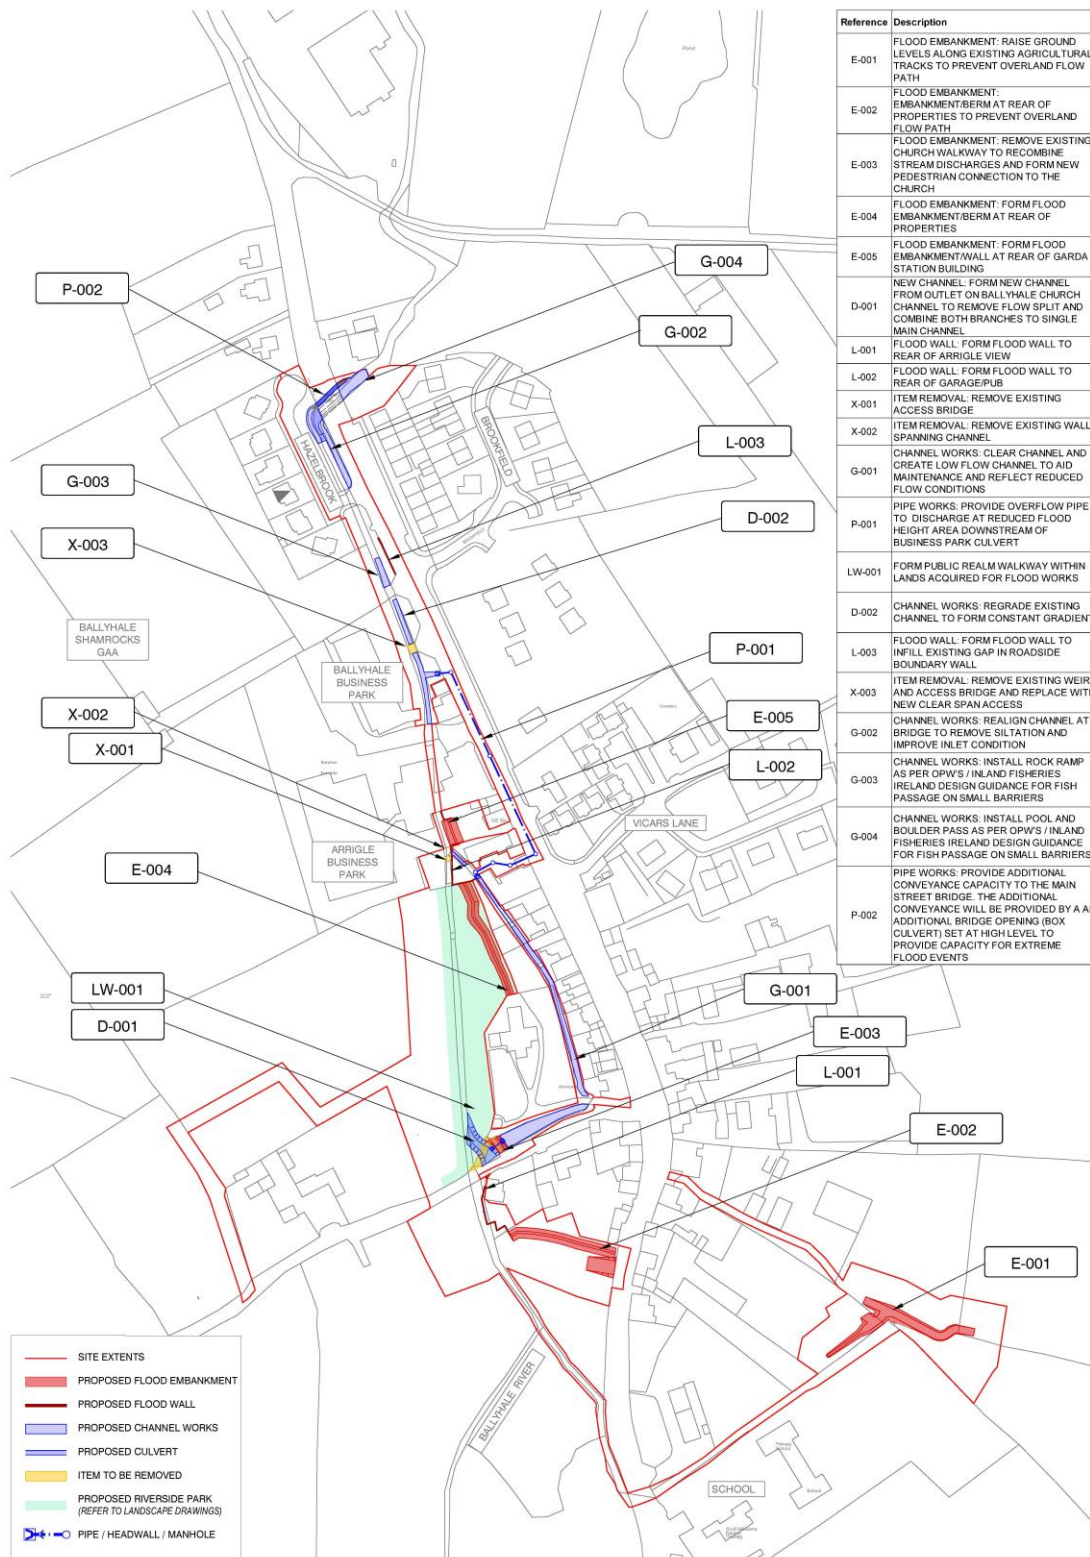 Reference Description
E-001
FLOOD EMBANKMENT: RAISE GROUND
LEVELS ALONG EXISTING AGRICULTURAL
TRACKS TO PREVENT OVERLAND FLOW
PATH
E-002
FLOOD EMBANKMENT:
EMBANKMENT/BERM AT REAR OF
PROPERTIES TO PREVENT OVERLAND
FLOW PATH
E-003
FLOOD EMBANKMENT: REMOVE EXISTING
CHURCH WALKWAY TO RECOMBINE
STREAM DISCHARGES AND FORM NEW
PEDESTRIAN CONNECTION TO THE
CHURCH
E-004
FLOOD EMBANKMENT: FORM FLOOD
EMBANKMENT/BERM AT REAR OF
PROPERTIES
E-005
FLOOD EMBANKMENT: FORM FLOOD
EMBANKMENT/WALL AT REAR OF GARDA
STATION BUILDING
D-001
NEW CHANNEL: FORM NEW CHANNEL
FROM OUTLET ON BALLYHALE CHURCH
CHANNEL TO REMOVE FLOW SPLIT AND
COMBINE BOTH BRANCHES TO SINGLE
MAIN CHANNEL
L-001
FLOOD WALL: FORM FLOOD WALL TO
REAR OF ARRIGLE VIEW
L-002
FLOOD WALL: FORM FLOOD WALL TO
REAR OF GARAGE/PUB
X-001
ITEM REMOVAL: REMOVE EXISTING
ACCESS BRIDGE
X-002
ITEM REMOVAL: REMOVE EXISTING WALL
SPANNING CHANNEL
G-001
CHANNEL WORKS: CLEAR CHANNEL AND
CREATE LOW FLOW CHANNEL TO AID
MAINTENANCE AND REFLECT REDUCED
FLOW CONDITIONS
P-001
PIPE WORKS: PROVIDE OVERFLOW PIPE
TO DISCHARGE AT REDUCED FLOOD
HEIGHT AREA DOWNSTREAM OF
BUSINESS PARK CULVERT
LW-001
FORM PUBLIC REALM WALKWAY WITHIN
LANDS ACQUIRED FOR FLOOD WORKS
D-002
CHANNEL WORKS: REGRADE EXISTING
CHANNEL TO FORM CONSTANT GRADIENT
L-003
FLOOD WALL: FORM FLOOD WALL TO
INFILL EXISTING GAP IN ROADSIDE
BOUNDARY WALL
X-003
ITEM REMOVAL: REMOVE EXISTING WEIR
AND ACCESS BRIDGE AND REPLACE WITH
NEW CLEAR SPAN ACCESS
G-002
CHANNEL WORKS: REALIGN CHANNEL AT
BRIDGE TO REMOVE SILTATION AND
IMPROVE INLET CONDITION
G-003
CHANNEL WORKS: INSTALL ROCK RAMP
AS PER OPW'S / INLAND FISHERIES
IRELAND DESIGN GUIDANCE FOR FISH
PASSAGE ON SMALL BARRIERS
G-004
CHANNEL WORKS: INSTALL POOL AND
BOULDER PASS AS PER OPW'S / INLAND
FISHERIES IRELAND DESIGN GUIDANCE
FOR FISH PASSAGE ON SMALL BARRIERS
P-002
PIPE WORKS: PROVIDE ADDITIONAL
CONVEYANCE CAPACITY TO THE MAIN
STREET BRIDGE. THE ADDITIONAL
CONVEYANCE WILL BE PROVIDED BY A
ADDITIONAL BRIDGE OPENING (BOX
CULVERT) SET AT HIGH LEVEL TO
PROVIDE CAPACITY FOR EXTREME
FLOOD EVENTS
Pond
G-004
P-002
G-002
BROOKFIELD
HAZELBROOK
L-003
G-003
D-002
X-003
BALLYHALE
SHAMROCKS
GAA
BALLYHALE
BUSINESS
PARK
P-001
X-002
E-005
X-001
L-002
VICARS LANE
ARRIGLE
BUSINESS
PARK
E-004
LW-001
G-001
D-001
E-003
L-001
E-002
E-001
BALLYHALE RIVER
SCHOOL
Primary
School
School
SITE EXTENTS
PROPOSED FLOOD EMBANKMENT
PROPOSED FLOOD WALL
PROPOSED CHANNEL WORKS
PROPOSED CULVERT
ITEM TO BE REMOVED
PROPOSED RIVERSIDE PARK
(REFER TO LANDSCAPE DRAWINGS)
PIPE / HEADWALL / MANHOLE